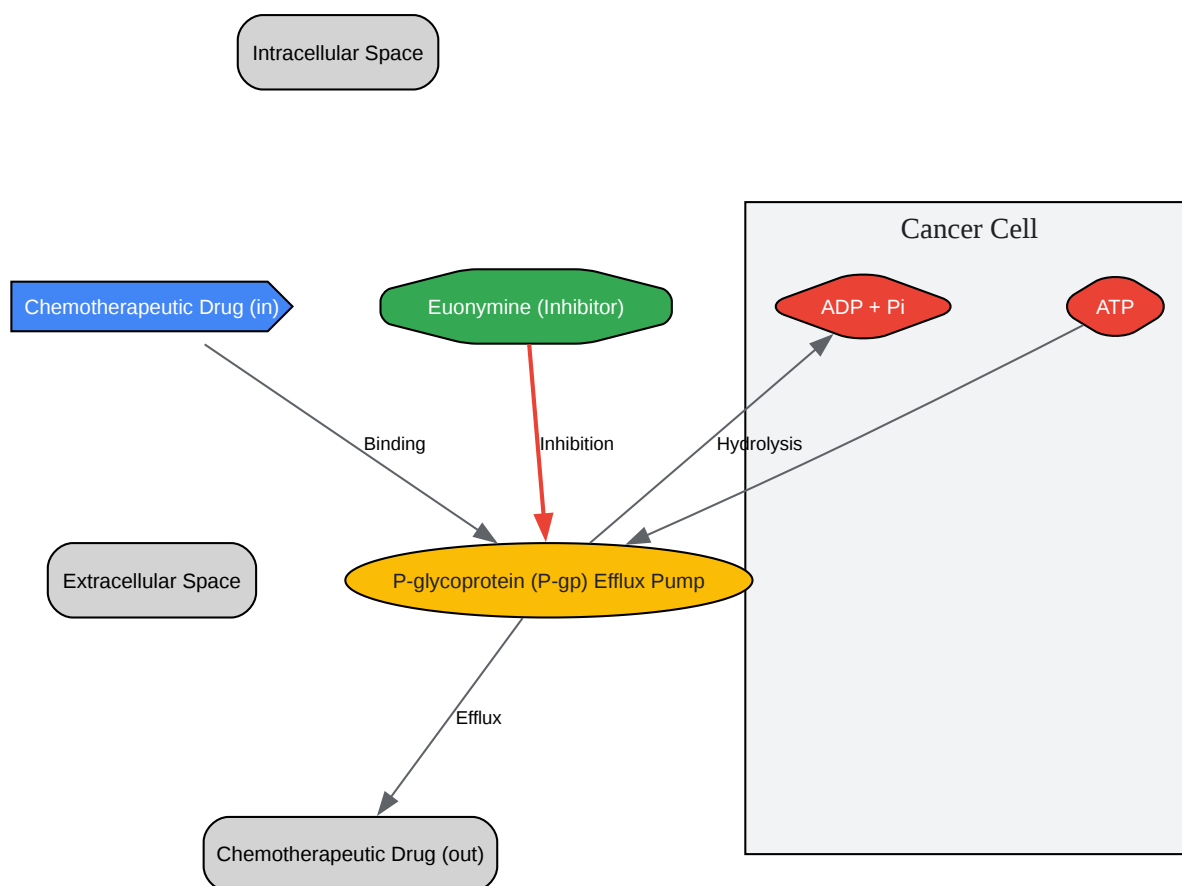 Intracellular Space
Cancer Cell
Chemotherapeutic Drug (in)
Euonymine (Inhibitor)
ADP + Pi
ATP
Binding
Inhibition
Hydrolysis
Extracellular Space
P-glycoprotein (P-gp) Efflux Pump
Efflux
Chemotherapeutic Drug (out)